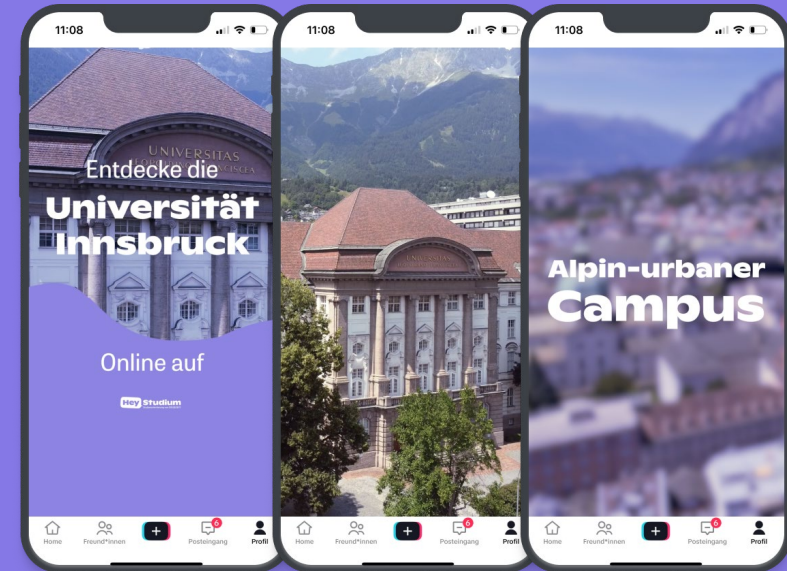 11:08
UNIVERSITAS
Entdecke die
Universität
Innsbruck
Online auf
Hey Studium
Home
Freund*innen
6
Posteingang
Profil
11:08
Home
Freund*innen
6
Posteingang
Profil
11:08
Alpin-urbaner
Campus
Home
Freund*innen
6
Posteingang
Profil